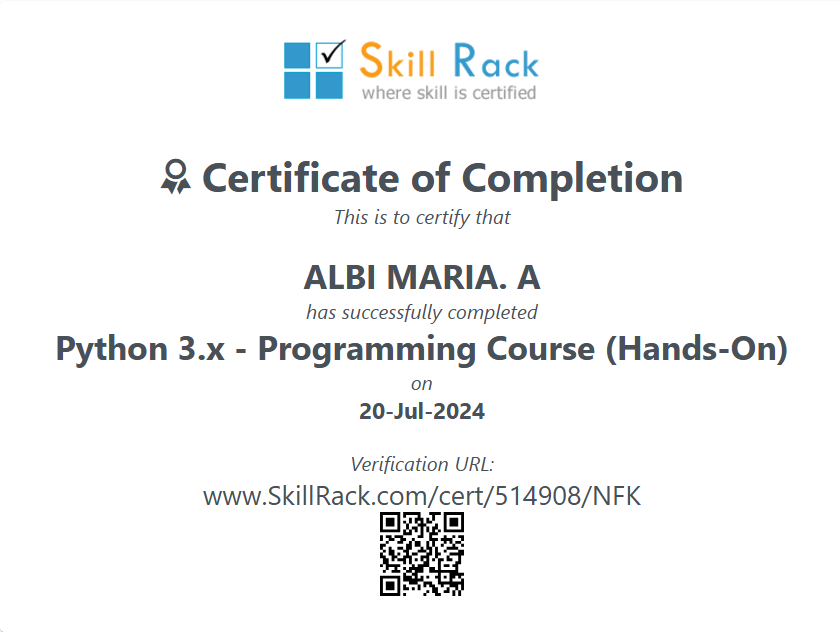 Skill Rack
where skill is certified
Certificate of Completion
This is to certify that
ALBI MARIA. A
has successfully completed
Python 3.x - Programming Course (Hands-On)
on
20-Jul-2024
Verification URL:
www.SkillRack.com/cert/514908/NFK